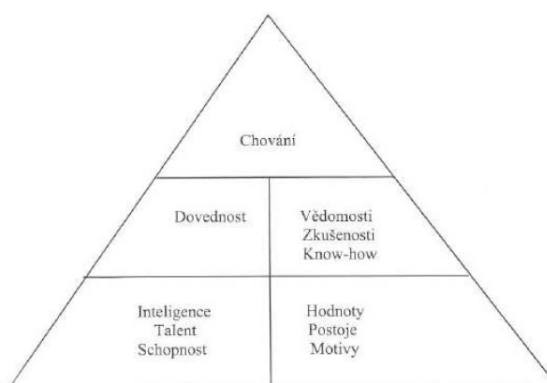 Chování
Dovednost
Vědomosti
Zkušenosti
Know-how
Inteligence
Talent
Schopnost
Hodnoty
Postoje
Motivy